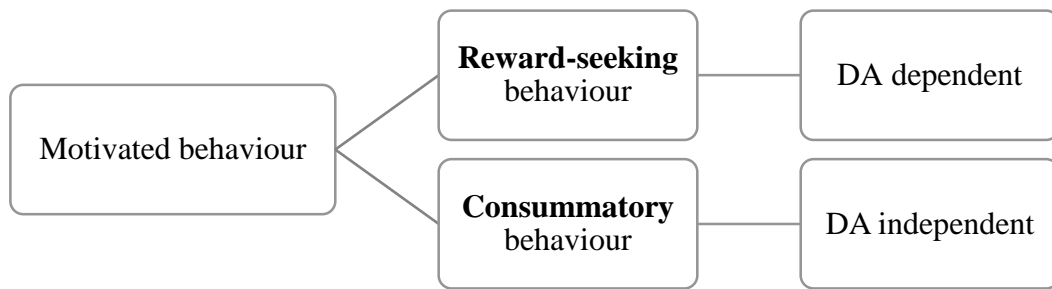 Motivated behaviour
Reward-seeking
behaviour
DA dependent
Consummatory
behaviour
DA independent